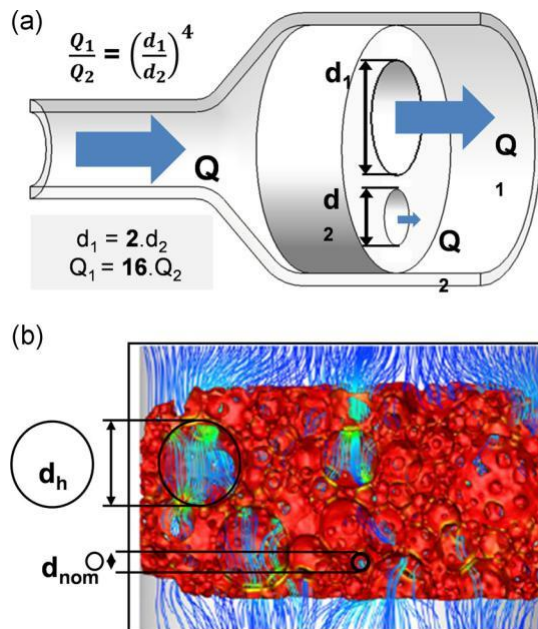 (a)
Q₁/Q₂ = (d₁/d₂)⁴
d₁
Q
Q
1
d
2
Q
2
d₁ = 2.d₂
Q₁ = 16.Q₂
(b)
dₕ
dₙₒₘ